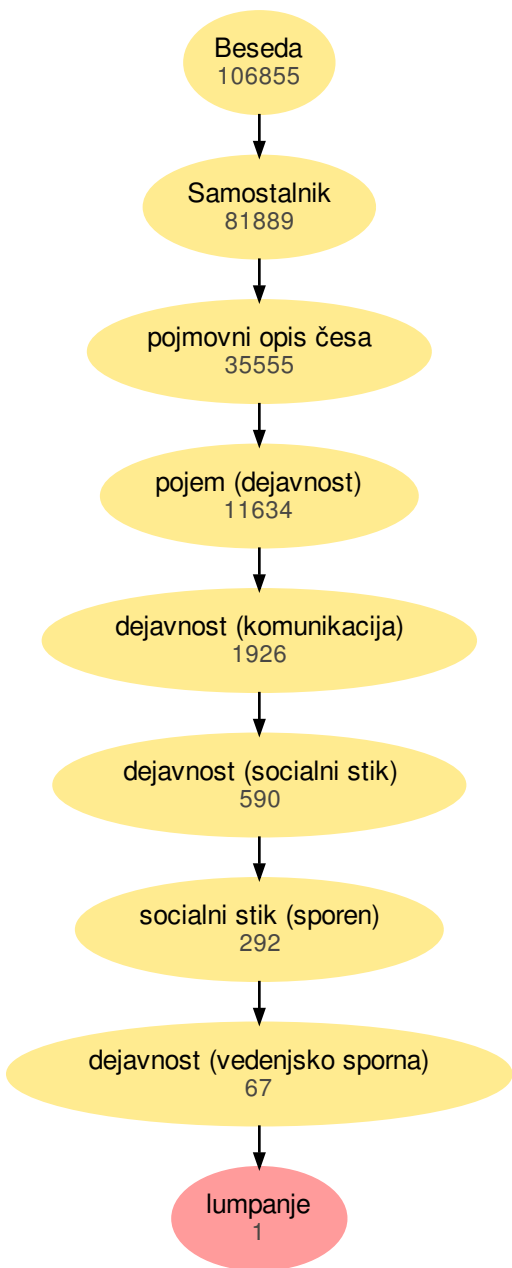 Beseda
106855
Samostalnik
81889
pojmovni opis česa
35555
pojem (dejavnost)
11634
dejavnost (komunikacija)
1926
dejavnost (socialni stik)
590
socialni stik (sporen)
292
dejavnost (vedenjsko sporna)
67
lumpanje
1